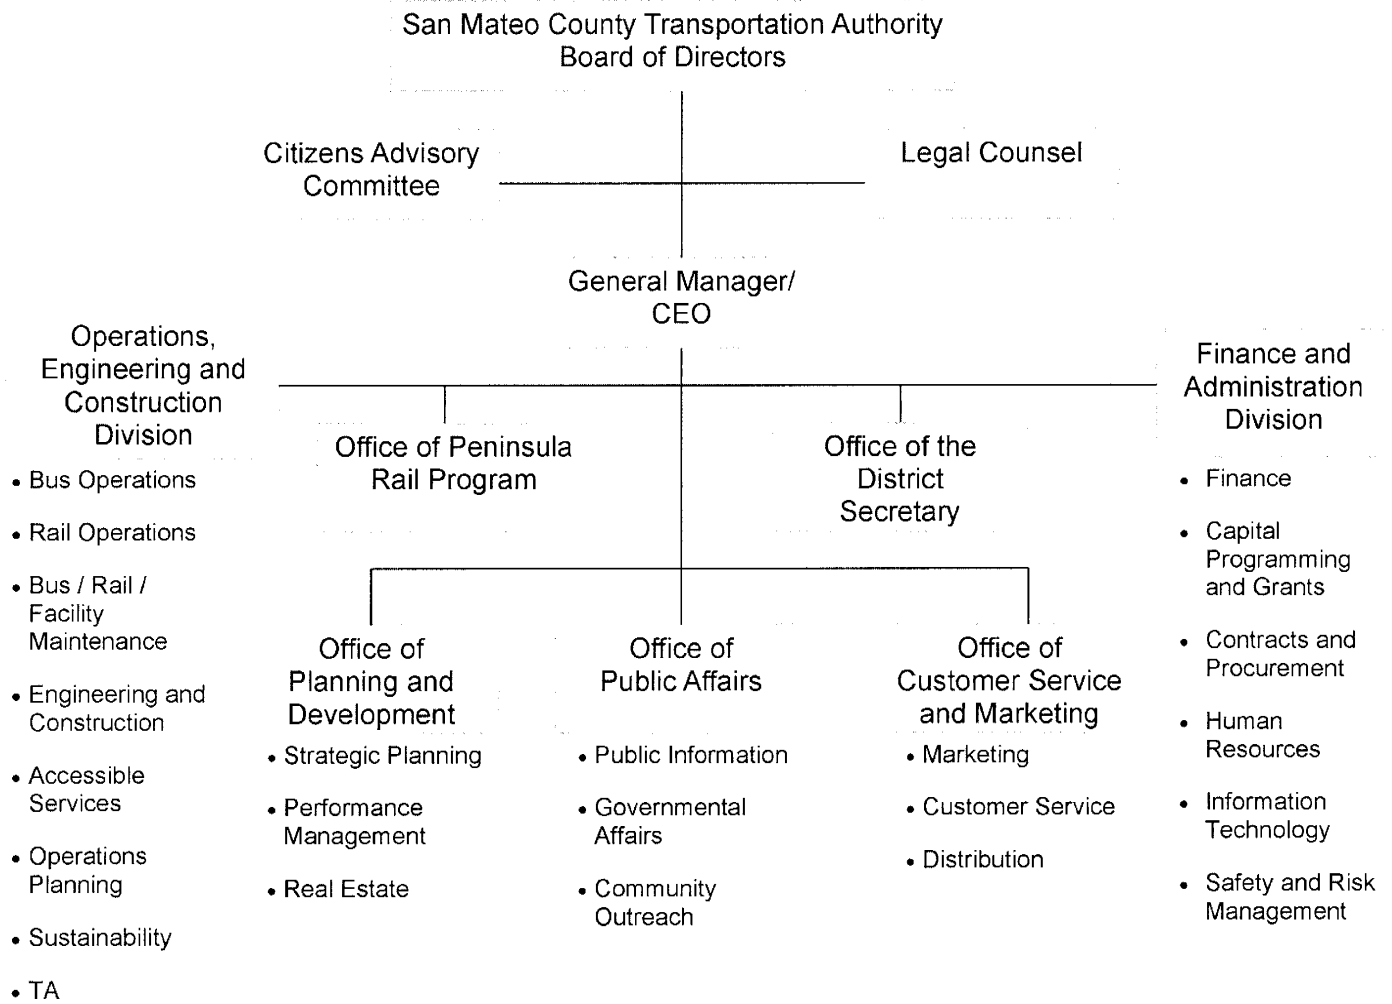 San Mateo County Transportation Authority
Board of Directors
Citizens Advisory
Committee
Legal Counsel
General Manager/
CEO
Operations,
Engineering and
Construction
Division
• Bus Operations
• Rail Operations
• Bus / Rail /
Facility
Maintenance
• Engineering and
Construction
• Accessible
Services
• Operations
Planning
• Sustainability
• TA
Office of Peninsula
Rail Program
Office of the
District
Secretary
Finance and
Administration
Division
• Finance
• Capital
Programming
and Grants
• Contracts and
Procurement
• Human
Resources
• Information
Technology
• Safety and Risk
Management
Office of
Planning and
Development
• Strategic Planning
• Performance
Management
• Real Estate
Office of
Public Affairs
• Public Information
• Governmental
Affairs
• Community
Outreach
Office of
Customer Service
and Marketing
• Marketing
• Customer Service
• Distribution